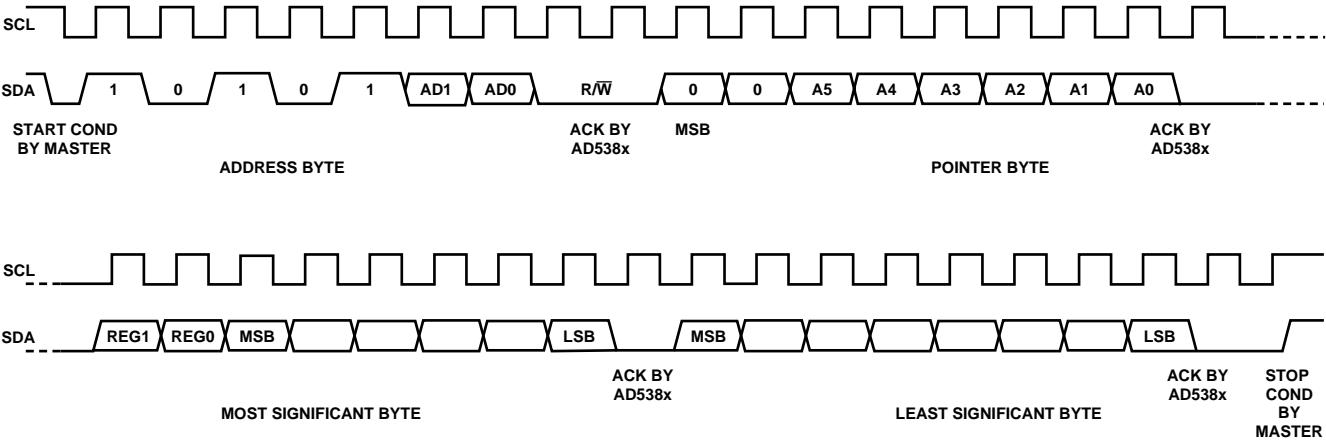 SCL
SDA 1 0 1 0 1 AD1 AD0 R/W̅ 0 0 A5 A4 A3 A2 A1 A0
START COND BY MASTER
ACK BY AD538x
MSB
ACK BY AD538x
ADDRESS BYTE
POINTER BYTE
SCL
SDA REG1 REG0 MSB LSB MSB LSB
ACK BY AD538x
ACK BY AD538x
STOP COND BY MASTER
MOST SIGNIFICANT BYTE
LEAST SIGNIFICANT BYTE